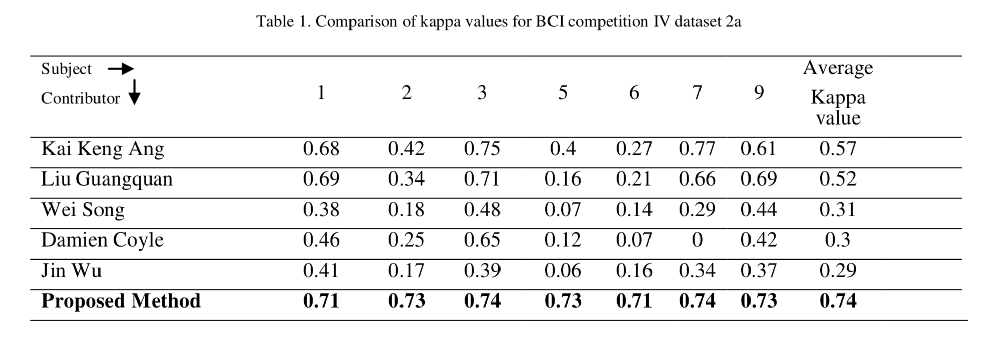 Table 1. Comparison of kappa values for BCI competition IV dataset 2a
Subject → 1 2 3 5 6 7 9 Average
Contributor ↓ Kappa
value
Kai Keng Ang 0.68 0.42 0.75 0.4 0.27 0.77 0.61 0.57
Liu Guangquan 0.69 0.34 0.71 0.16 0.21 0.66 0.69 0.52
Wei Song 0.38 0.18 0.48 0.07 0.14 0.29 0.44 0.31
Damien Coyle 0.46 0.25 0.65 0.12 0.07 0 0.42 0.3
Jin Wu 0.41 0.17 0.39 0.06 0.16 0.34 0.37 0.29
Proposed Method 0.71 0.73 0.74 0.73 0.71 0.74 0.73 0.74